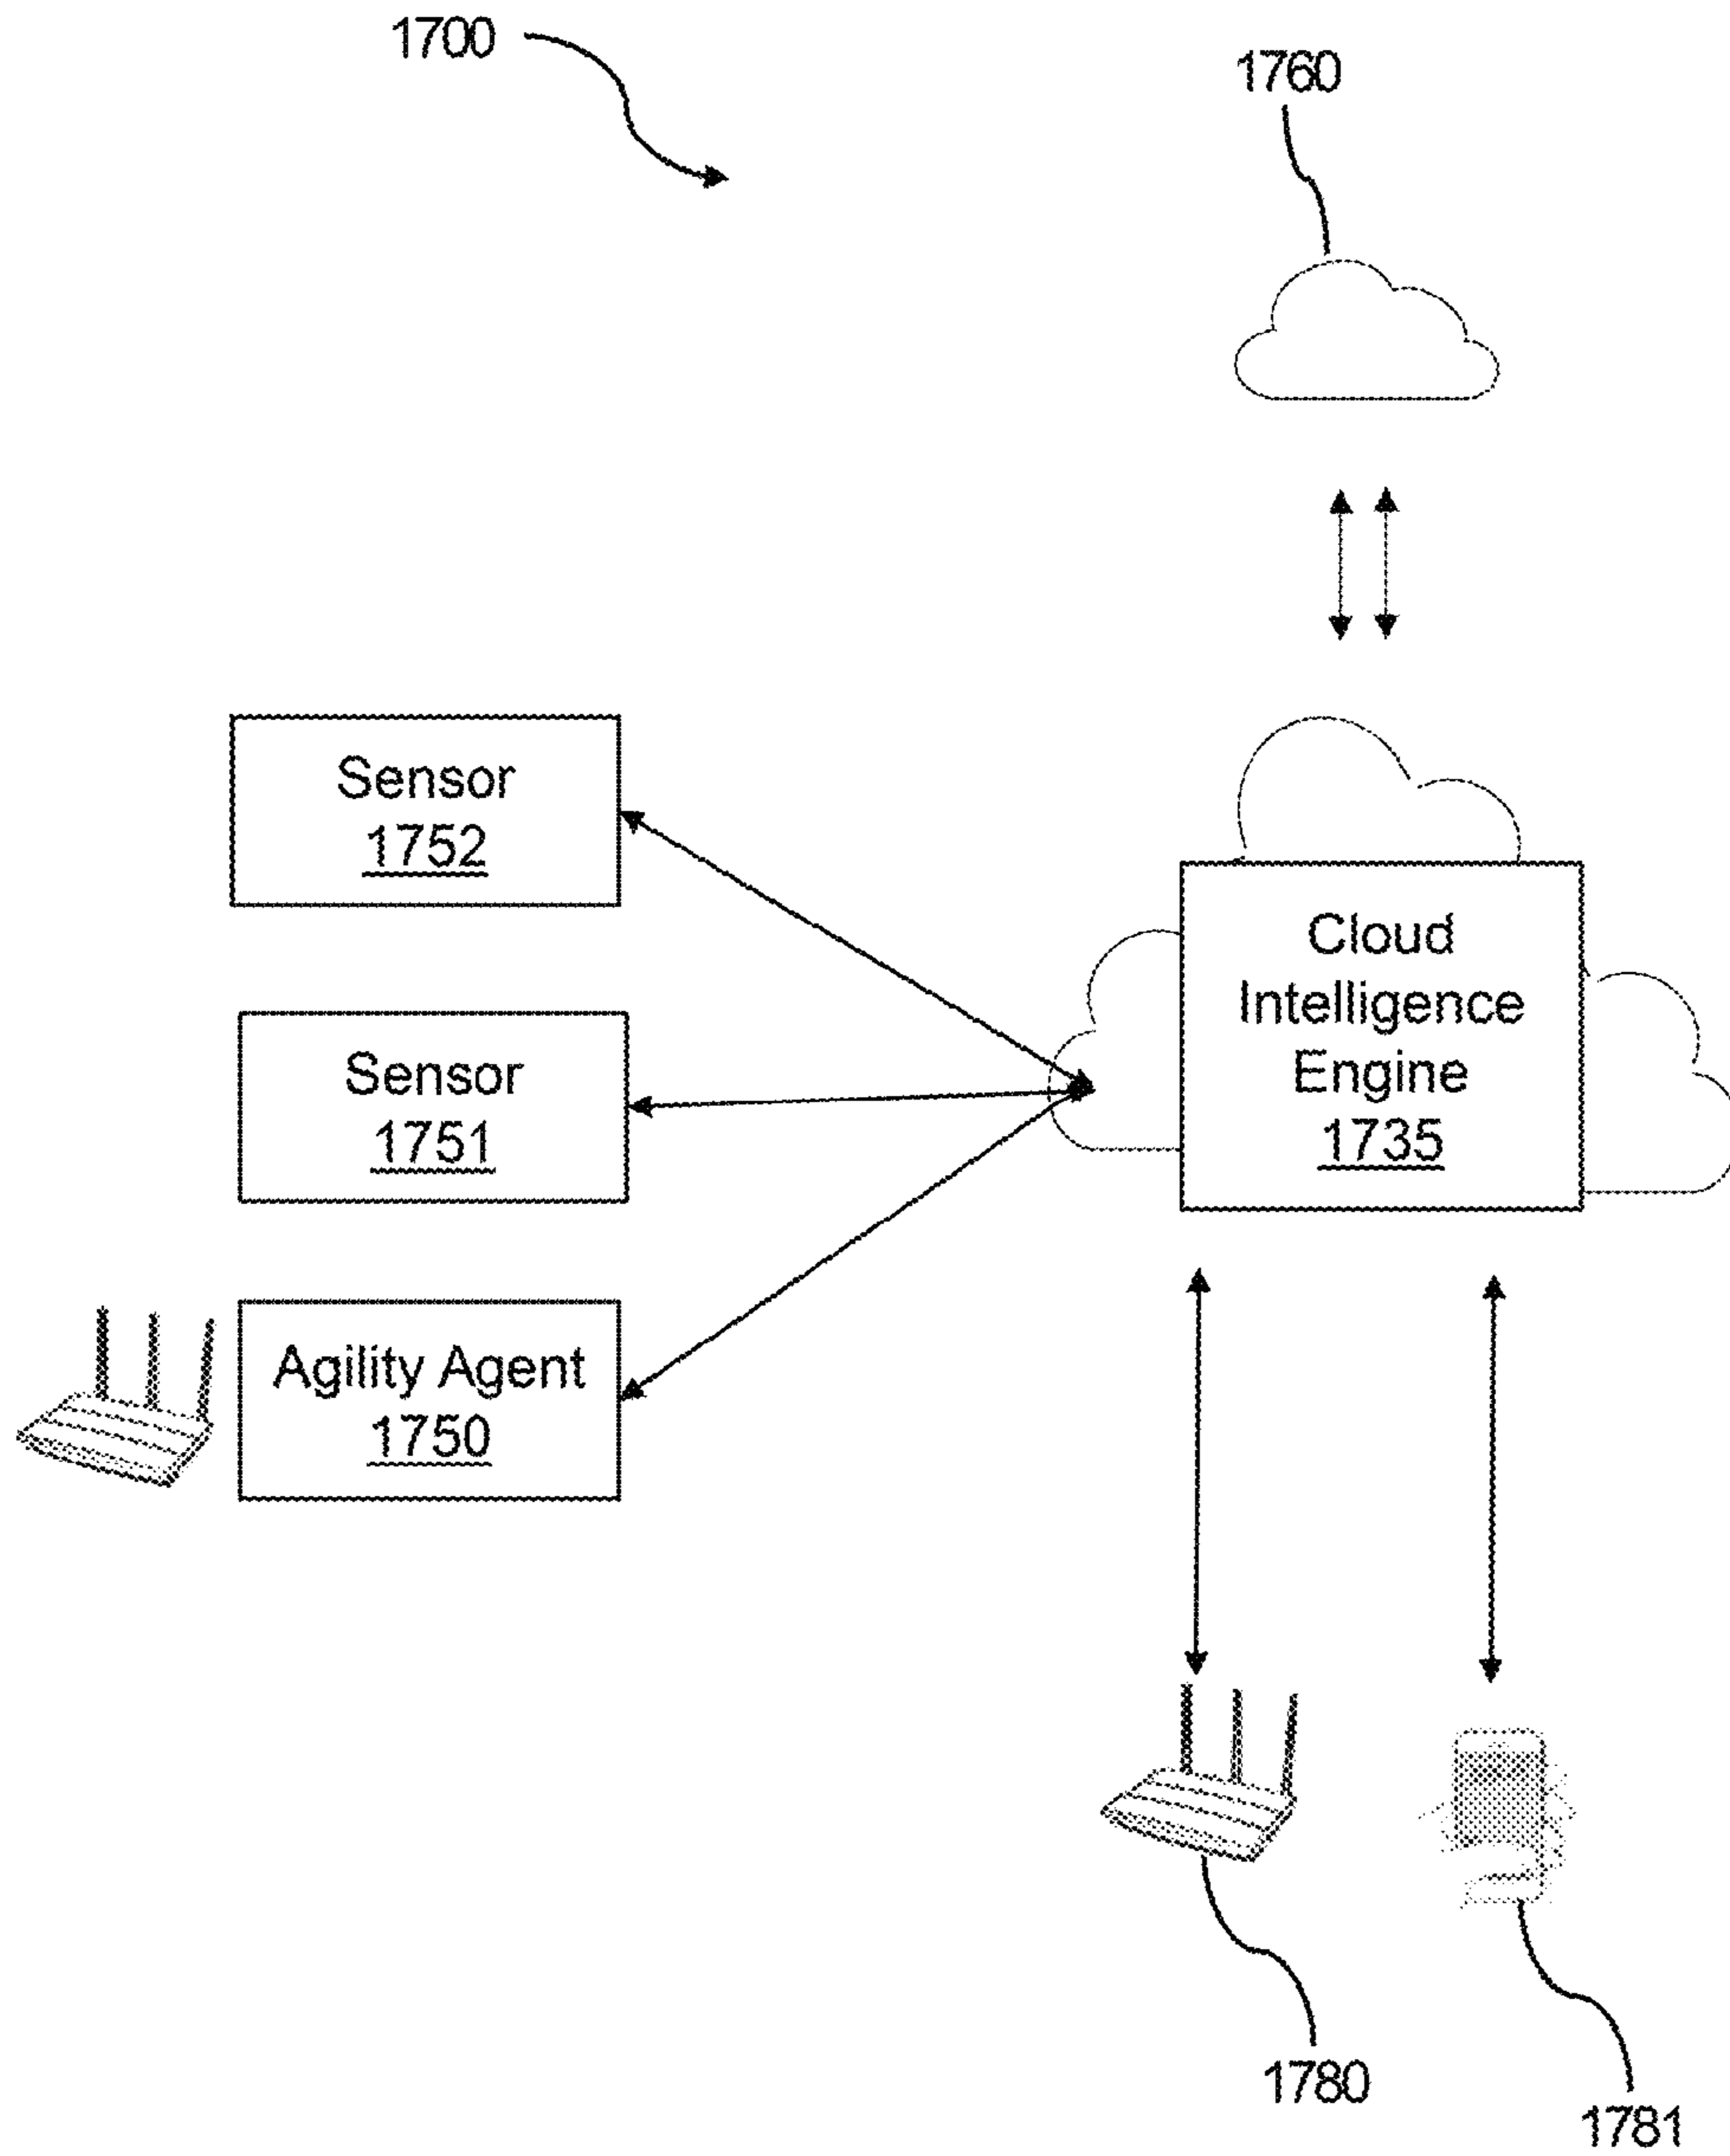 1700
1760
Sensor
1752
Cloud
Intelligence
Engine
1735
Sensor
1751
Agility Agent
1750
1780
1781